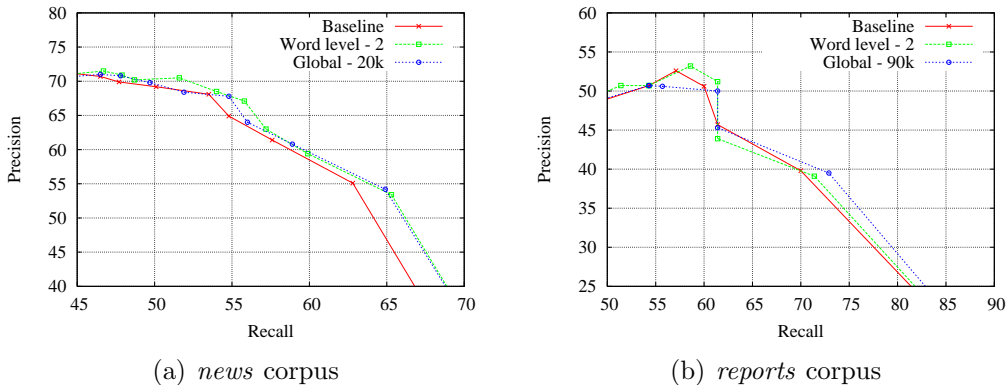 80
75
70
65
60
55
50
45
40
45 50 55 60 65 70
Precision
Recall
Baseline
Word level - 2
Global - 20k
(a) news corpus
60
55
50
45
40
35
30
25
50 55 60 65 70 75 80 85 90
Precision
Recall
Baseline
Word level - 2
Global - 90k
(b) reports corpus